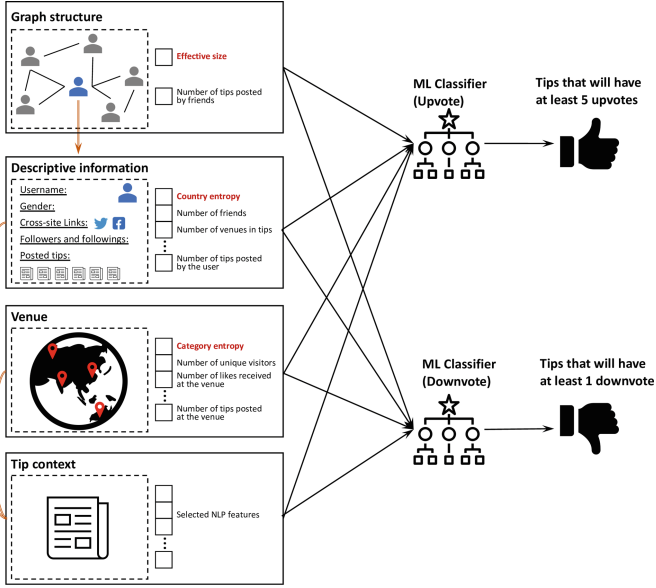 Graph structure
Effective size
Number of tips posted
by friends
ML Classifier
(Upvote)
Tips that will have
at least 5 upvotes
Descriptive information
Username:
Gender:
Cross-site Links:
Followers and followings:
Posted tips:
Country entropy
Number of friends
Number of venues in tips
Number of tips posted
by the user
Venue
Category entropy
Number of unique visitors
Number of likes received
at the venue
Number of tips posted
at the venue
ML Classifier
(Downvote)
Tips that will have
at least 1 downvote
Tip context
Selected NLP features